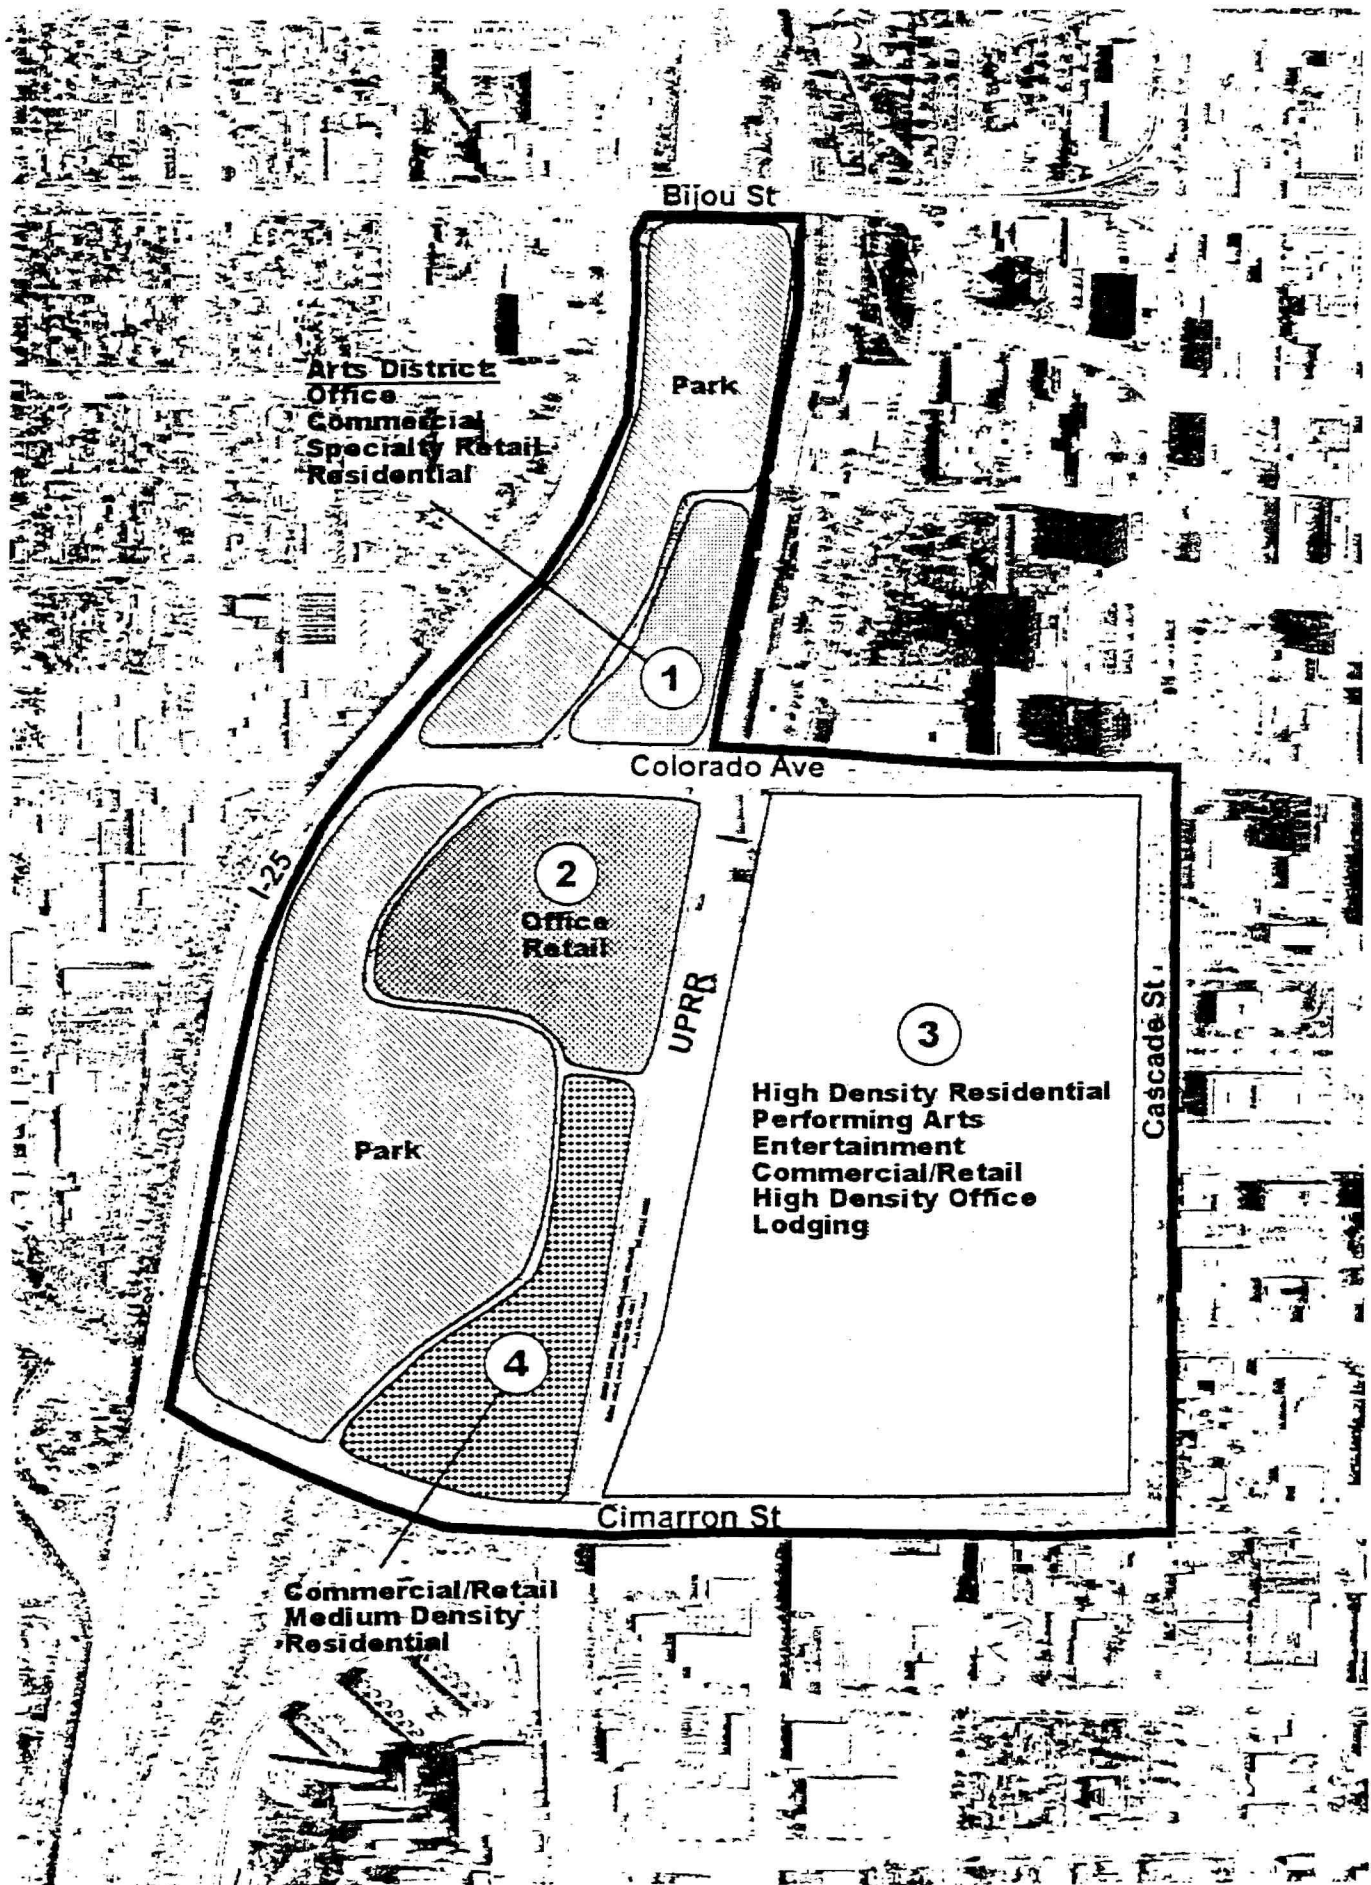 Bijou St
Park
Arts District:
Office
Commercial
Specialty Retail
Residential
1
Colorado Ave
I-25
2
Office
Retail
UPRR
3
High Density Residential
Performing Arts
Entertainment
Commercial/Retail
High Density Office
Lodging
Cascade St
Park
4
Cimarron St
Commercial/Retail
Medium Density
Residential